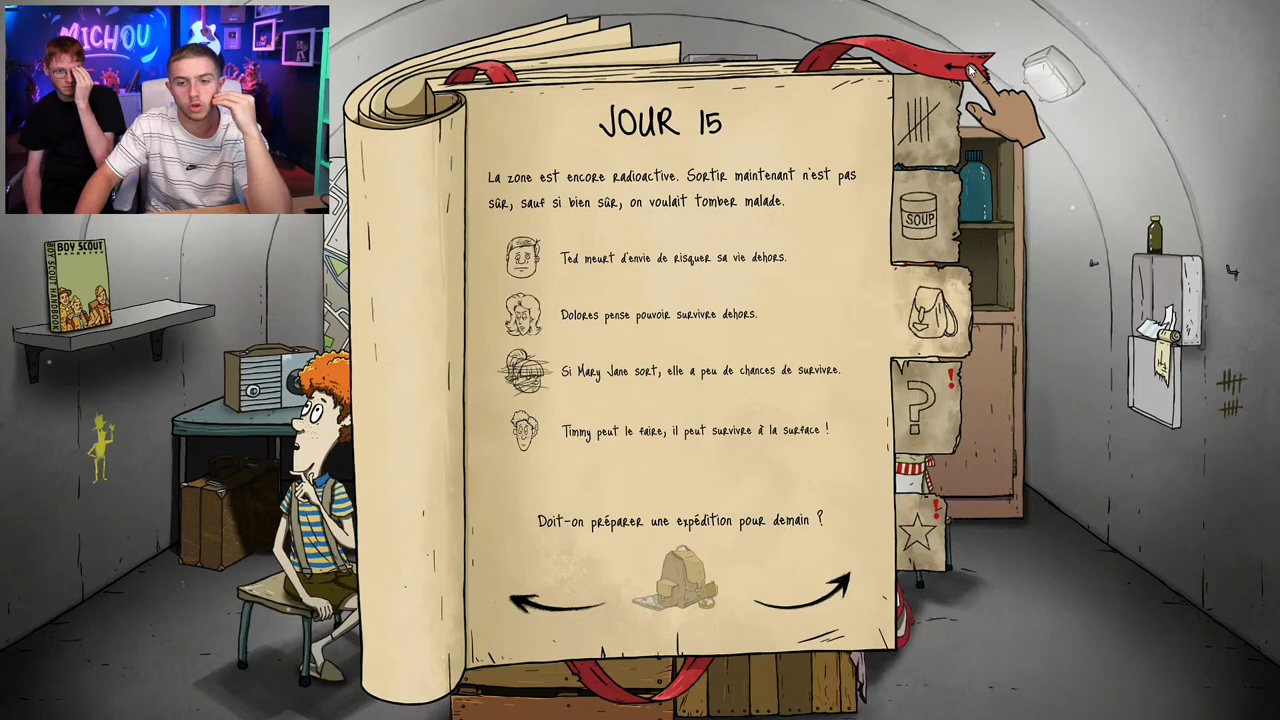 MICHOU
JOUR 15
La zone est encore radioactive. Sortir maintenant n'est pas
sûr, sauf si bien sûr, on voulait tomber malade.
Ted meurt d'envie de risquer sa vie dehors.
Dolores pense pouvoir survivre dehors.
Si Mary Jane sort, elle a peu de chances de survivre.
Timmy peut le faire, il peut survivre à la surface !
Doit-on préparer une expédition pour demain ?
SOUP
?
!
!
BOY SCOUT
HANDBOOK
BOY SCOUT HANDBOOK